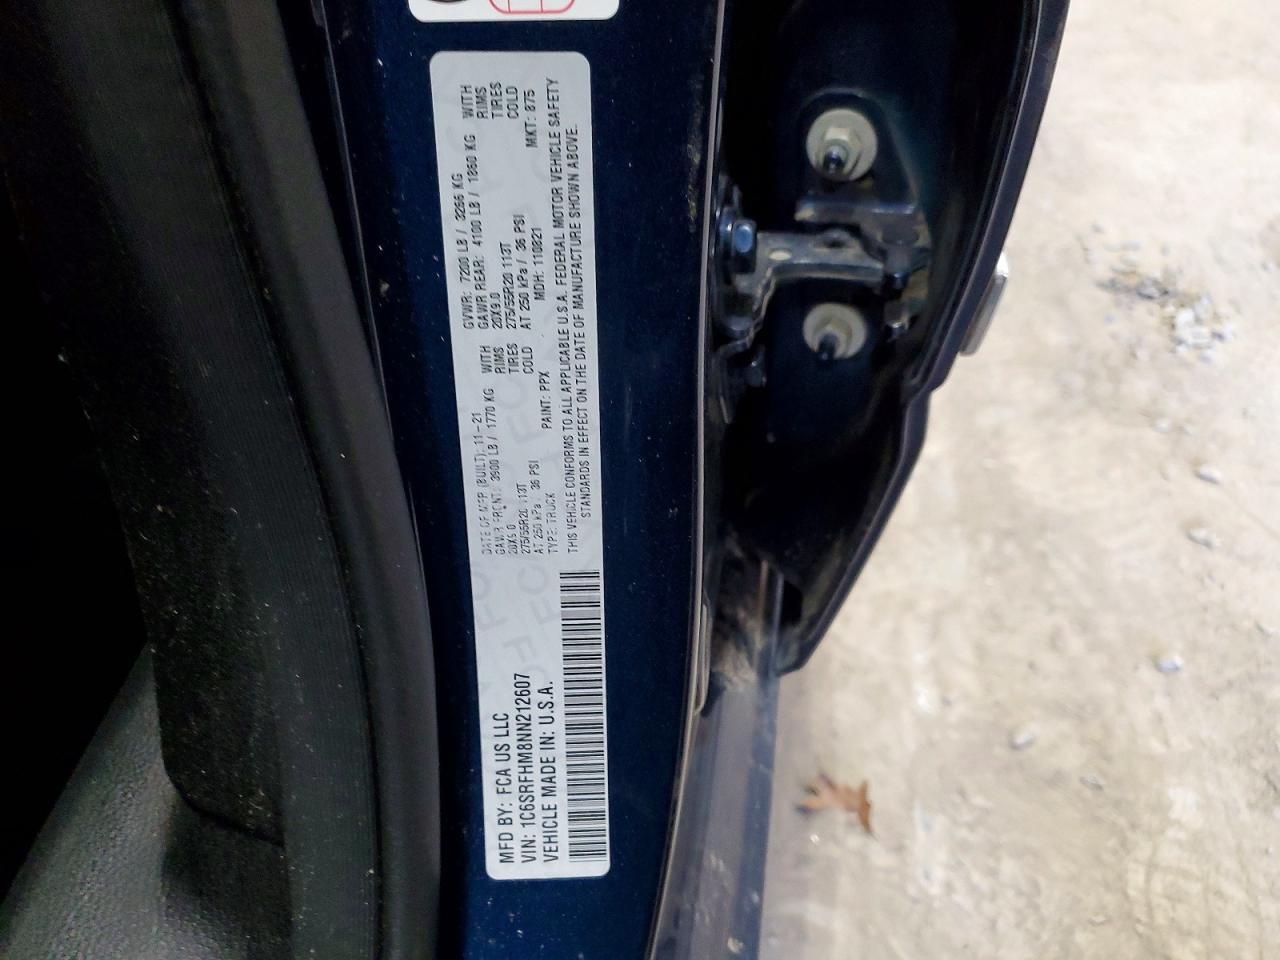 MFD BY: FCA US LLC
DATE OF MFR (BUILT): 11-21
GVWR: 7200 LB / 3266 KG
VIN: 1C6SRFHM8NN212607
GAWR FRONT: 3900 LB / 1770 KG WITH
GAWR REAR: 4100 LB / 1860 KG WITH
VEHICLE MADE IN: U.S.A.
20X9.0 RIMS
20X9.0 RIMS
275/55R20 113T TIRES
275/55R20 113T TIRES
AT 250 kPa / 36 PSI COLD
AT 250 kPa / 36 PSI COLD
TYPE: TRUCK
PAINT: PPX
MDH: 110821
MKT: 875
THIS VEHICLE CONFORMS TO ALL APPLICABLE U.S.A. FEDERAL MOTOR VEHICLE SAFETY
STANDARDS IN EFFECT ON THE DATE OF MANUFACTURE SHOWN ABOVE.